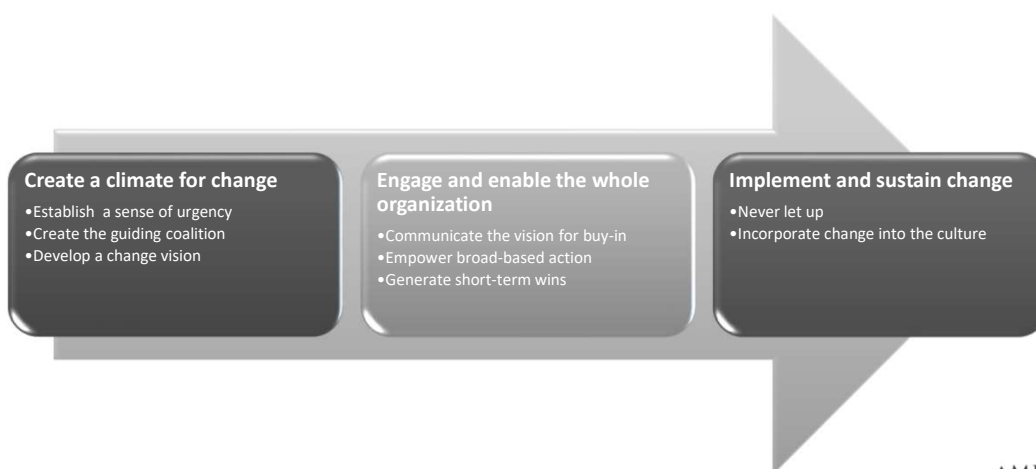 Create a climate for change
•Establish a sense of urgency
•Create the guiding coalition
•Develop a change vision
Engage and enable the whole
organization
•Communicate the vision for buy-in
•Empower broad-based action
•Generate short-term wins
Implement and sustain change
•Never let up
•Incorporate change into the culture